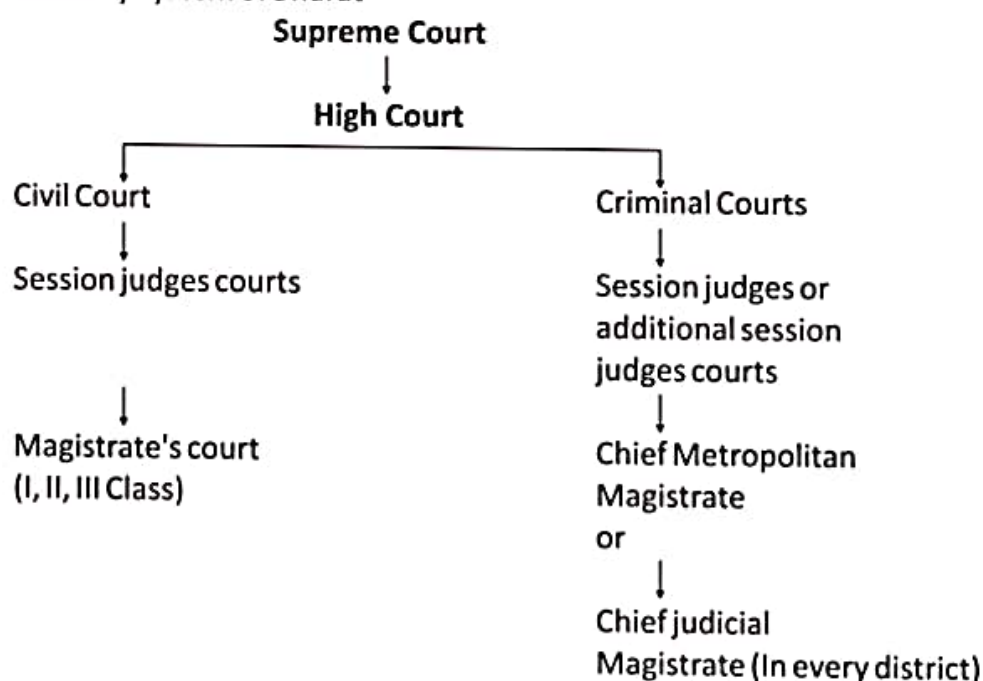 Supreme Court
High Court
Civil Court
Session judges courts
Magistrate's court
(I, II, III Class)
Criminal Courts
Session judges or
additional session
judges courts
Chief Metropolitan
Magistrate
or
Chief judicial
Magistrate (In every district)